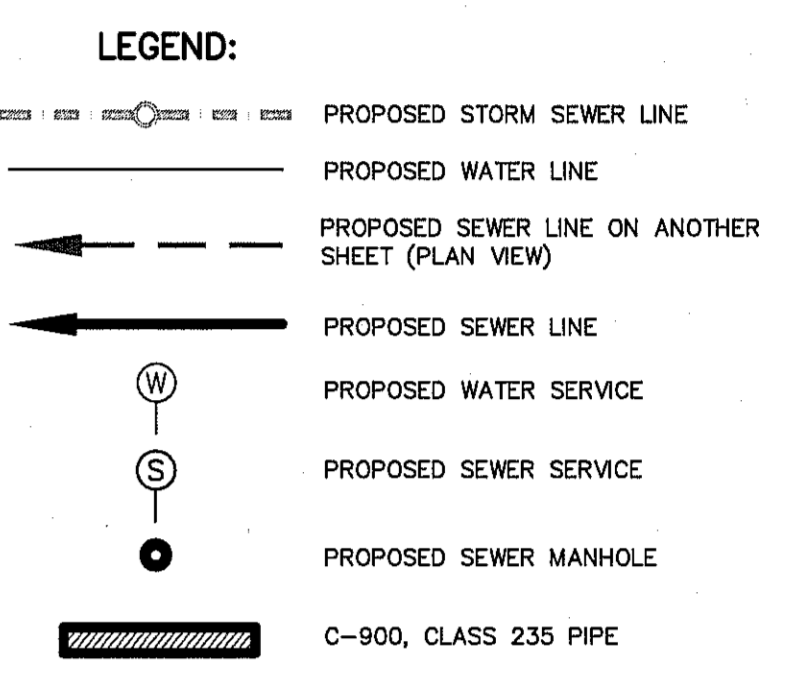 LEGEND:
PROPOSED STORM SEWER LINE
PROPOSED WATER LINE
PROPOSED SEWER LINE ON ANOTHER
SHEET (PLAN VIEW)
PROPOSED SEWER LINE
W
PROPOSED WATER SERVICE
S
PROPOSED SEWER SERVICE
PROPOSED SEWER MANHOLE
C-900, CLASS 235 PIPE